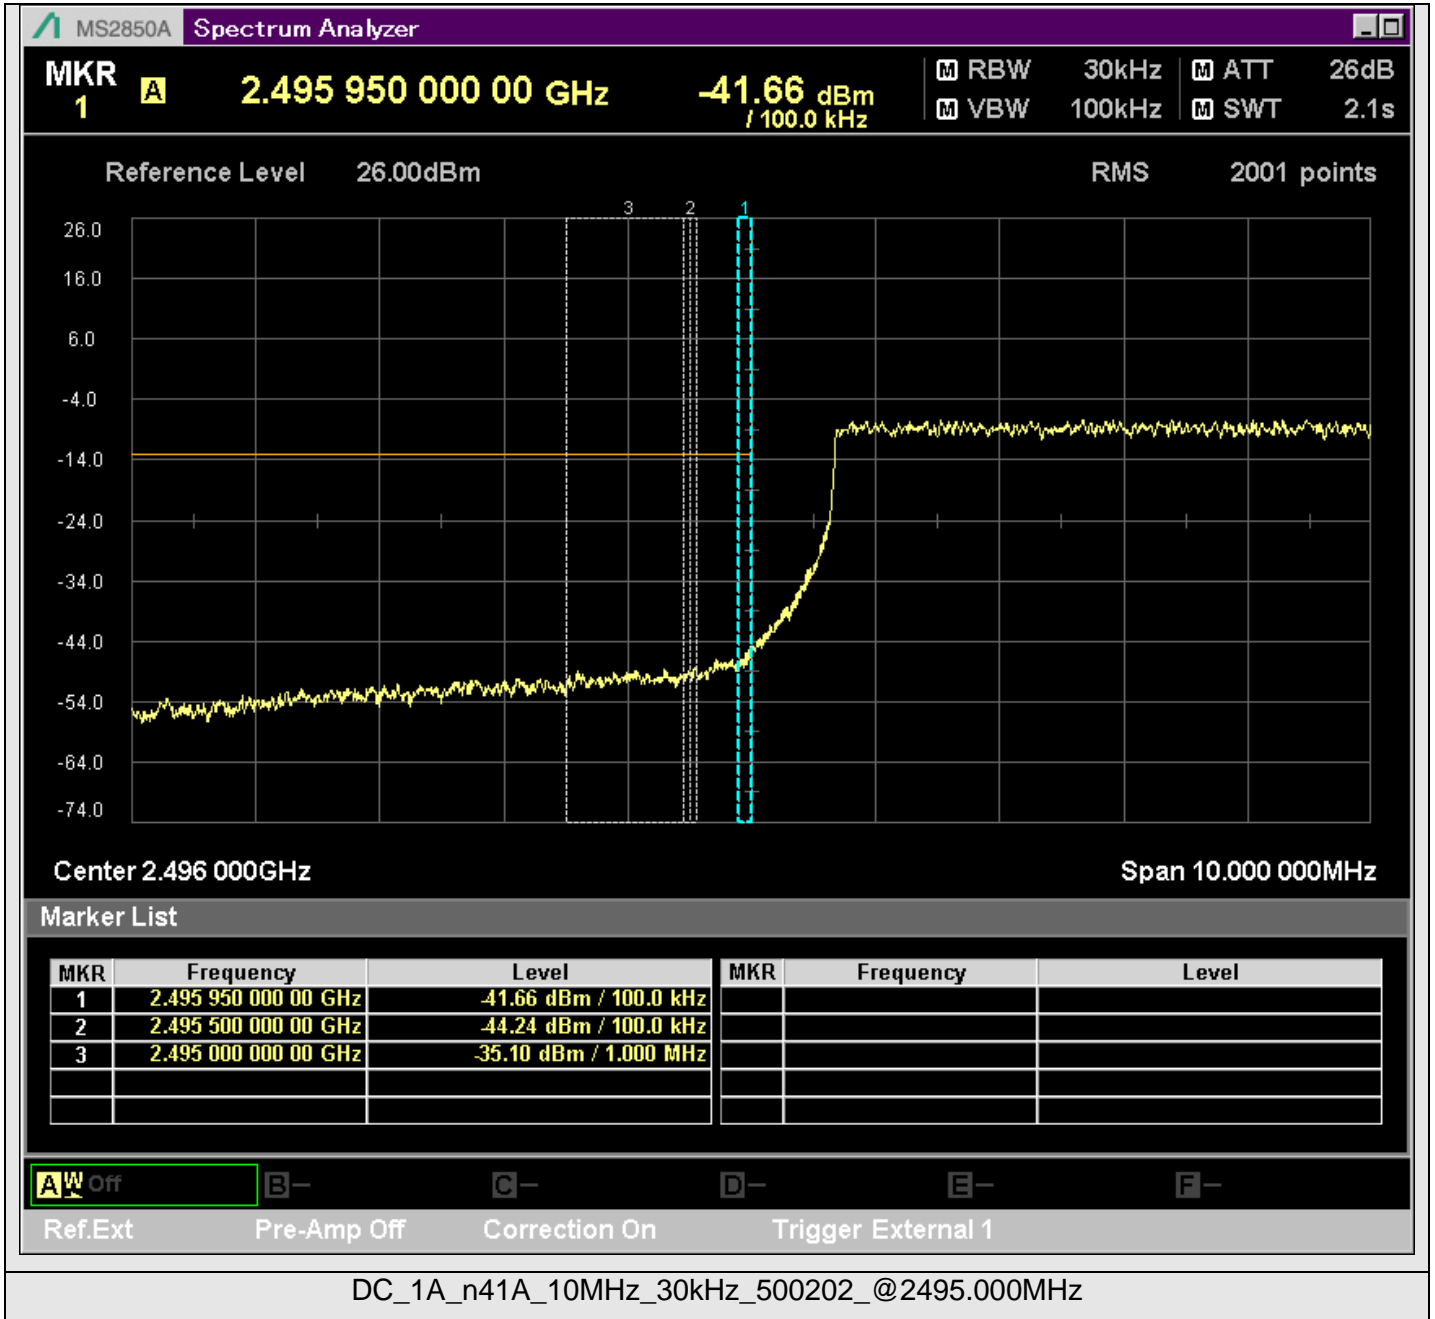 MS2850A Spectrum Analyzer
MKR 1 A 2.495 950 000 00 GHz -41.66 dBm / 100.0 kHz
M RBW 30kHz M ATT 26dB
M VBW 100kHz M SWT 2.1s
Reference Level 26.00dBm RMS 2001 points
3 2 1
26.0
16.0
6.0
-4.0
-14.0
-24.0
-34.0
-44.0
-54.0
-64.0
-74.0
Center 2.496 000GHz Span 10.000 000MHz
Marker List
MKR Frequency Level MKR Frequency Level
1 2.495 950 000 00 GHz -41.66 dBm / 100.0 kHz
2 2.495 500 000 00 GHz -44.24 dBm / 100.0 kHz
3 2.495 000 000 00 GHz -35.10 dBm / 1.000 MHz
A W Off B – C – D – E – F –
Ref.Ext Pre-Amp Off Correction On Trigger External 1
DC_1A_n41A_10MHz_30kHz_500202_@2495.000MHz